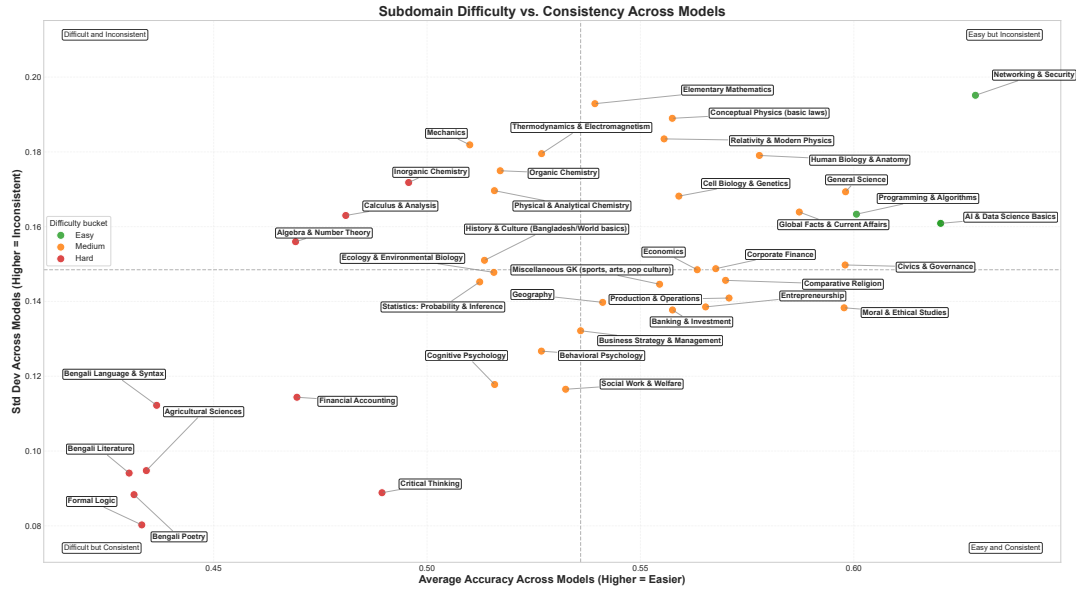 Subdomain Difficulty vs. Consistency Across Models
Difficult and Inconsistent
Easy but Inconsistent
Networking & Security
Elementary Mathematics
Conceptual Physics (basic laws)
Thermodynamics & Electromagnetism
Mechanics
Relativity & Modern Physics
Human Biology & Anatomy
Inorganic Chemistry
Organic Chemistry
Cell Biology & Genetics
General Science
Programming & Algorithms
Calculus & Analysis
Physical & Analytical Chemistry
AI & Data Science Basics
Global Facts & Current Affairs
Algebra & Number Theory
History & Culture (Bangladesh/World basics)
Ecology & Environmental Biology
Economics
Corporate Finance
Miscellaneous GK (sports, arts, pop culture)
Civics & Governance
Comparative Religion
Statistics: Probability & Inference
Geography
Production & Operations
Entrepreneurship
Moral & Ethical Studies
Banking & Investment
Business Strategy & Management
Cognitive Psychology
Behavioral Psychology
Bengali Language & Syntax
Social Work & Welfare
Agricultural Sciences
Financial Accounting
Bengali Literature
Critical Thinking
Formal Logic
Bengali Poetry
Difficult but Consistent
Easy and Consistent
Difficulty bucket
Easy
Medium
Hard
0.20
0.18
0.16
0.14
0.12
0.10
0.08
Std Dev Across Models (Higher = Inconsistent)
0.45
0.50
0.55
0.60
Average Accuracy Across Models (Higher = Easier)